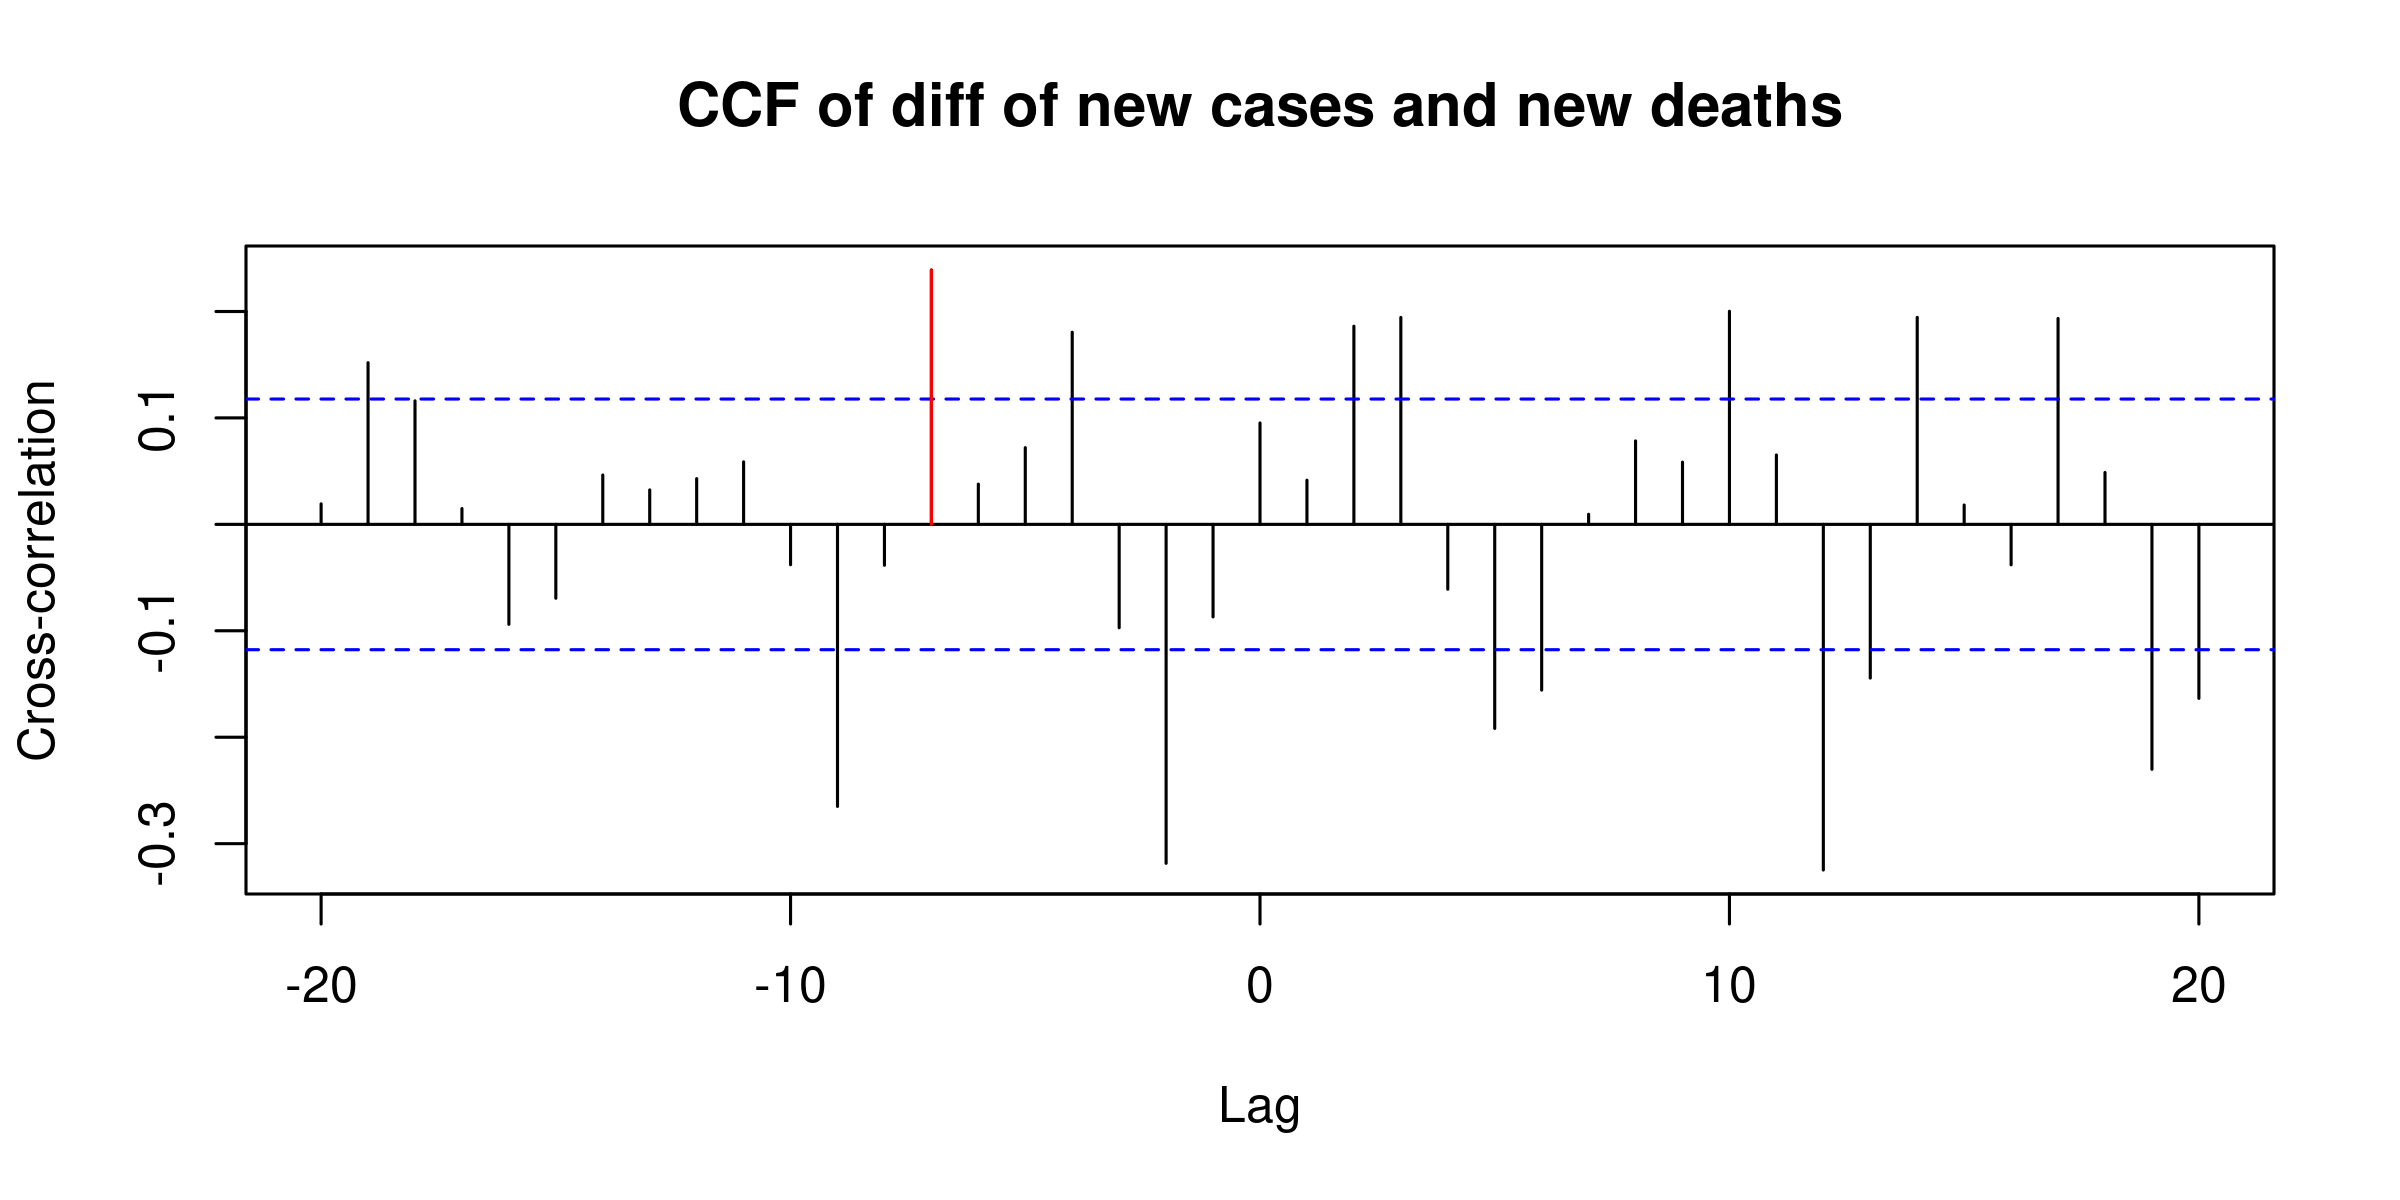 CCF of diff of new cases and new deaths
Cross-correlation
0.1
-0.1
-0.3
-20 -10 0 10 20
Lag